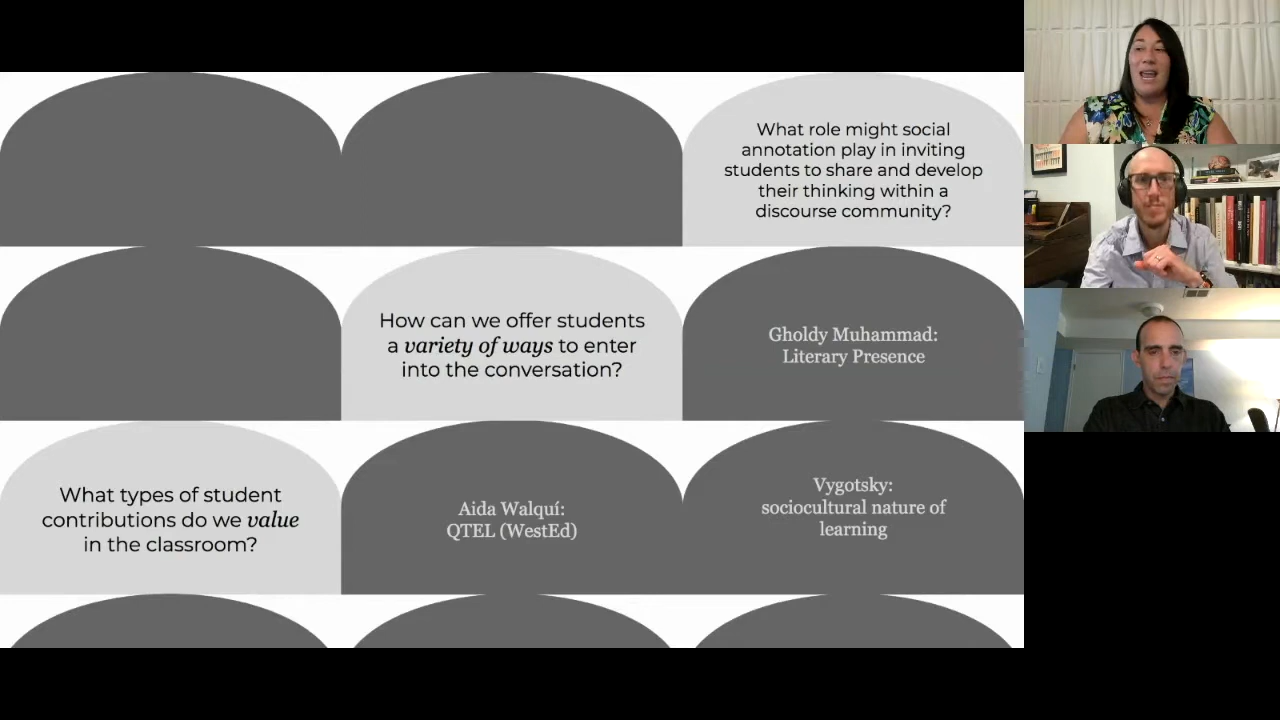 What role might social
annotation play in inviting
students to share and develop
their thinking within a
discourse community?
How can we offer students
a variety of ways to enter
into the conversation?
Gholdy Muhammad:
Literary Presence
What types of student
contributions do we value
in the classroom?
Aida Walquí:
QTEL (WestEd)
Vygotsky:
sociocultural nature of
learning